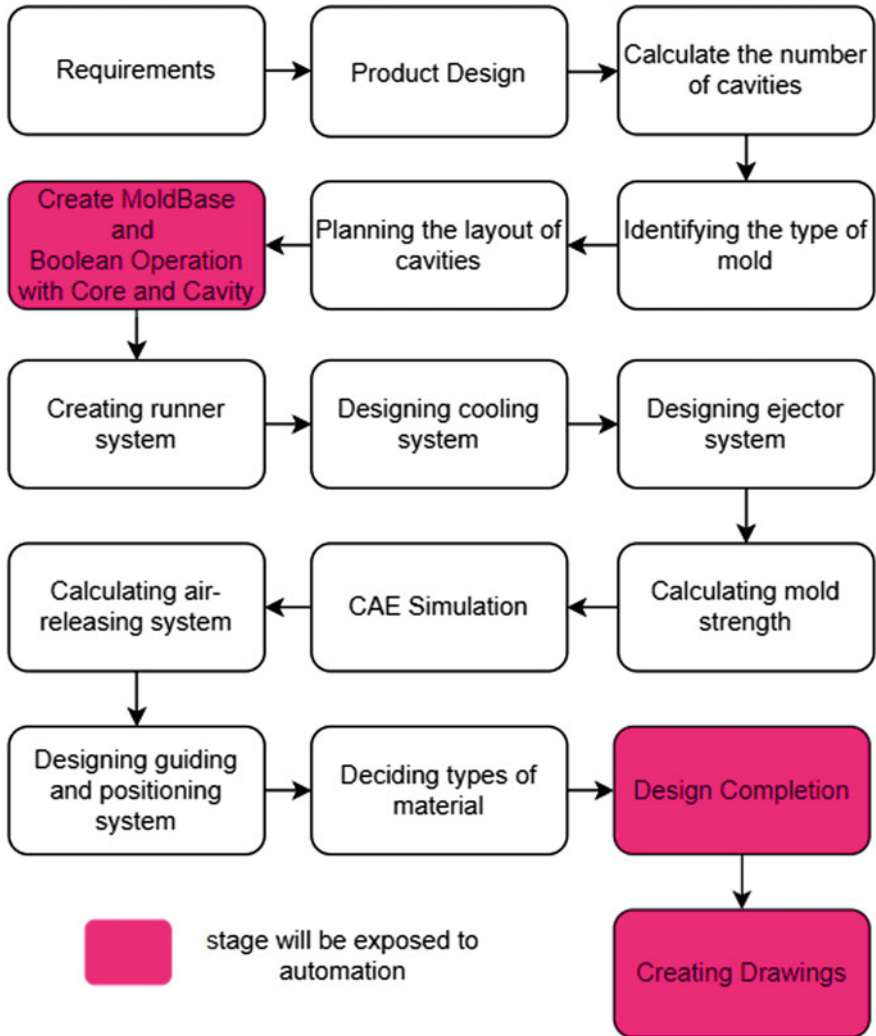 Requirements
Product Design
Calculate the number
of cavities
Create MoldBase
and
Boolean Operation
with Core and Cavity
Planning the layout of
cavities
Identifying the type of
mold
Creating runner
system
Designing cooling
system
Designing ejector
system
Calculating air-
releasing system
CAE Simulation
Calculating mold
strength
Designing guiding
and positioning
system
Deciding types of
material
Design Completion
stage will be exposed to
automation
Creating Drawings